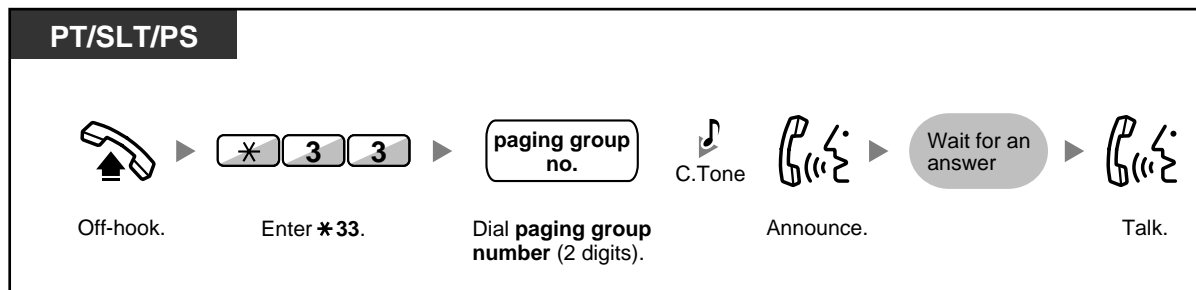 PT/SLT/PS
✳ 3 3
paging group
no.
C.Tone
Wait for an
answer
Off-hook.
Enter ✳33.
Dial paging group
number (2 digits).
Announce.
Talk.